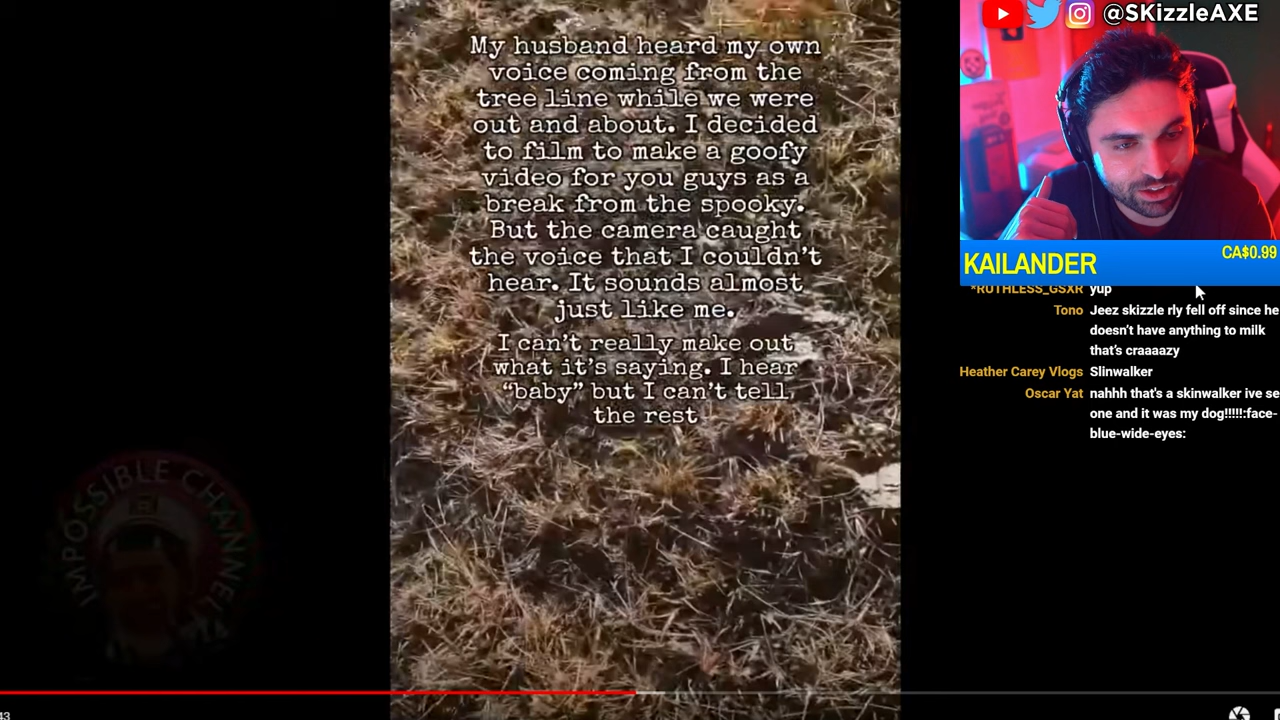 @SKizzleAXE
My husband heard my own
voice coming from the
tree line while we were
out and about. I decided
to film to make a goofy
video for you guys as a
break from the spooky.
But the camera caught
the voice that I couldn't
hear. It sounds almost
just like me.
I can't really make out
what it's saying. I hear
“baby” but I can't tell
the rest
IMPOSSIBLE CHANNEL
KAILANDER CA$0.99
*RUTHLESS_GSXR yup
Tono Jeez skizzle rly fell off since he
doesn't have anything to milk
that's craaaazy
Heather Carey Vlogs Slinwalker
Oscar Yat nahhh that's a skinwalker ive se
one and it was my dog!!!!!:face-
blue-wide-eyes:
43